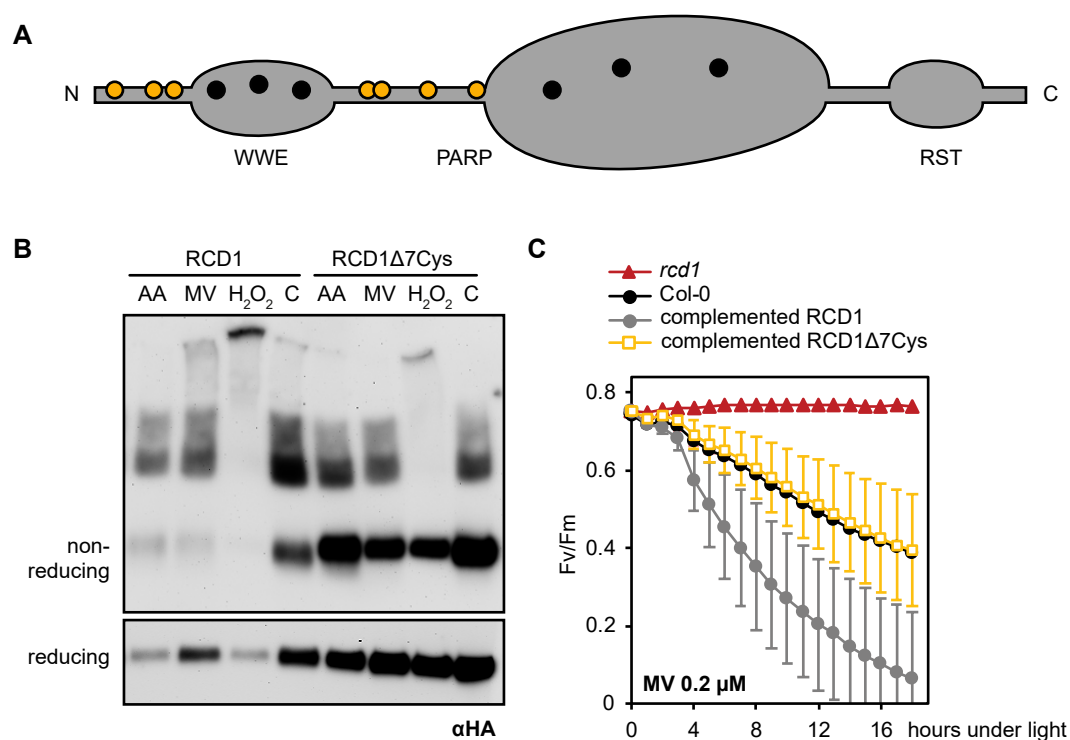 A
N
C
WWE
PARP
RST
B
RCD1
RCD1Δ7Cys
AA MV H₂O₂ C AA MV H₂O₂ C
non-
reducing
reducing
αHA
C
rcd1
Col-0
complemented RCD1
complemented RCD1Δ7Cys
0.8
0.6
0.4
0.2
0
Fv/Fm
MV 0.2 µM
0 4 8 12 16 hours under light